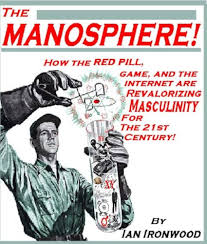 The
MANOSPHERE!
How the RED PILL,
GAME, AND THE
INTERNET ARE
REVALORIZING
MASCULINITY
FOR
THE 21ST
CENTURY!
BY
IAN IRONWOOD